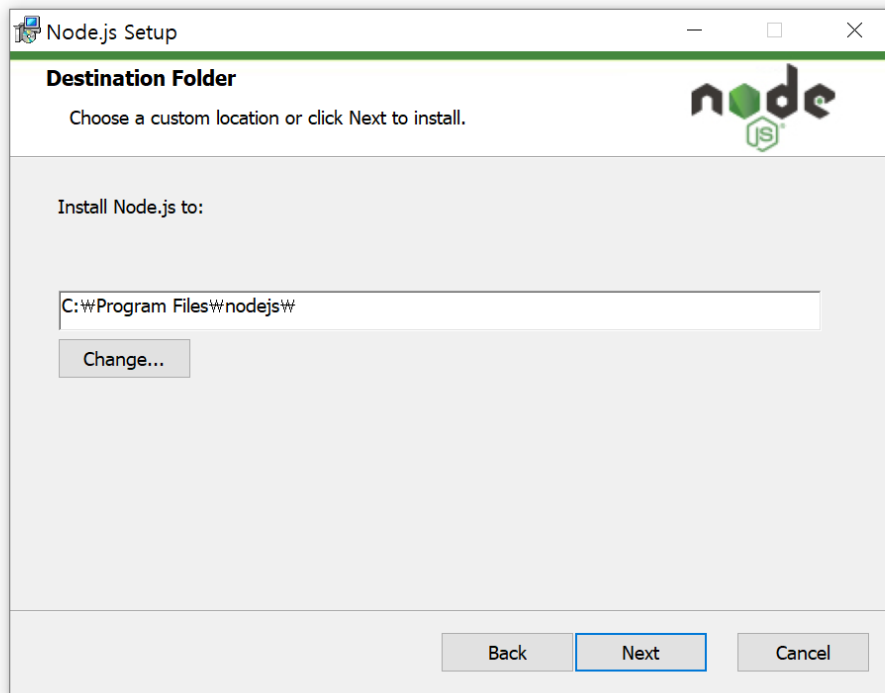 Node.js Setup
Destination Folder
Choose a custom location or click Next to install.
node
JS
Install Node.js to:
C:₩Program Files₩nodejs₩
Change...
Back
Next
Cancel